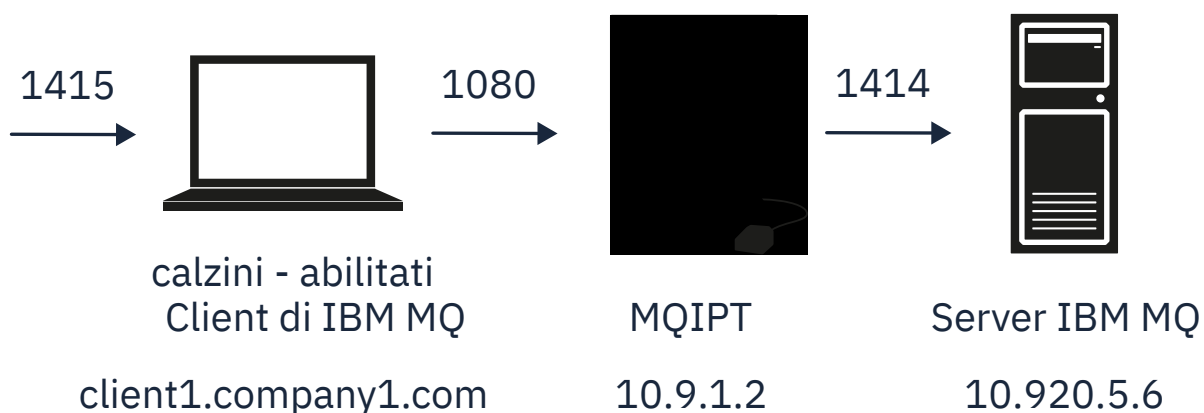 1415
1080
1414
calzini - abilitati
Client di IBM MQ
MQIPT
Server IBM MQ
client1.company1.com
10.9.1.2
10.920.5.6